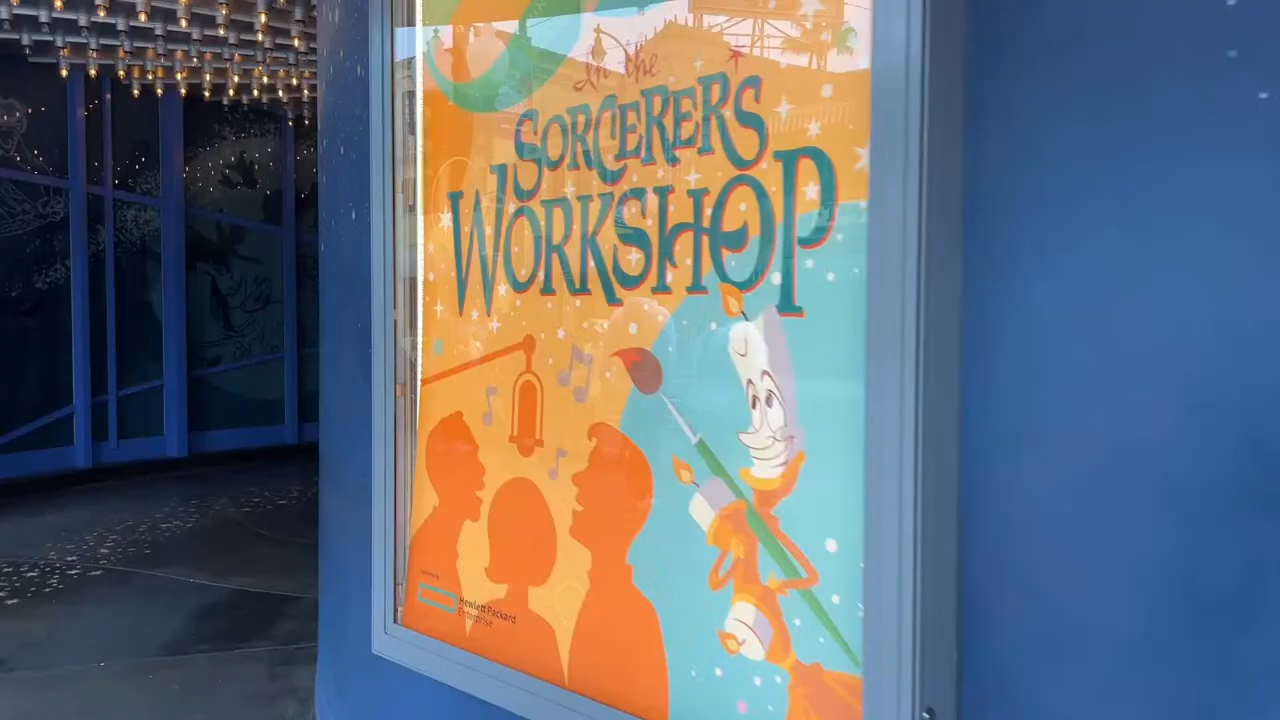 In the
SORCERERS
WORKSHOP
Hewlett Packard
Enterprise